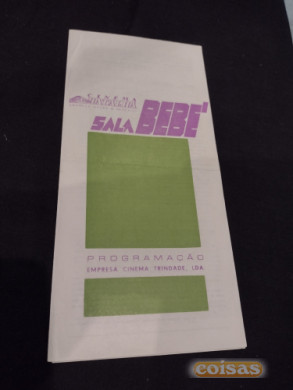 SALA BEBÉ
PROGRAMAÇÃO
EMPRESA CINEMA TRINDADE, LDA
coisas